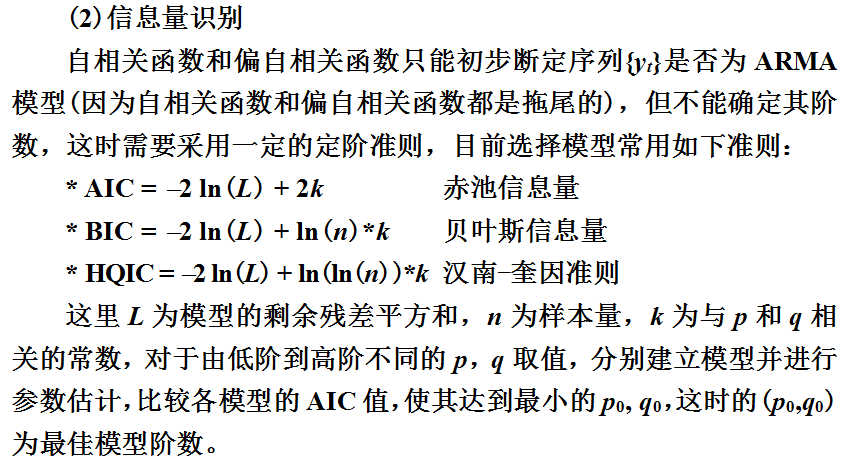 (2)信息量识别
自相关函数和偏自相关函数只能初步断定序列{yt}是否为 ARMA
模型(因为自相关函数和偏自相关函数都是拖尾的)，但不能确定其阶
数，这时需要采用一定的定阶准则，目前选择模型常用如下准则：
* AIC = –2 ln(L) + 2k 赤池信息量
* BIC = –2 ln(L) + ln(n)*k 贝叶斯信息量
* HQIC = –2 ln(L) + ln(ln(n))*k 汉南-奎因准则
这里 L 为模型的剩余残差平方和，n 为样本量，k 为与 p 和 q 相
关的常数，对于由低阶到高阶不同的 p，q 取值，分别建立模型并进行
参数估计，比较各模型的 AIC 值，使其达到最小的 p0, q0，这时的(p0,q0)
为最佳模型阶数。